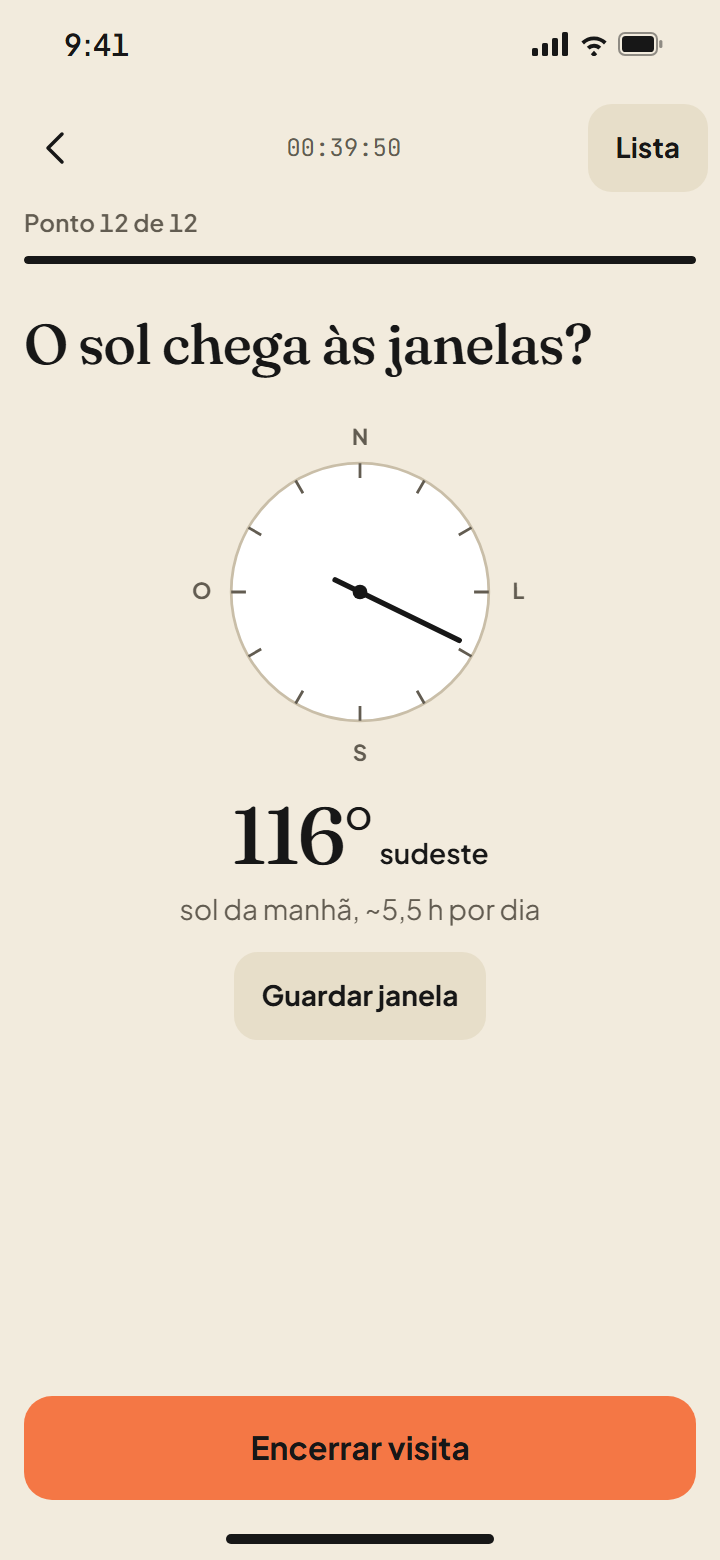 9:41
00:39:50
Lista
Ponto 12 de 12
O sol chega às janelas?
N
O
L
S
116° sudeste
sol da manhã, ~5,5 h por dia
Guardar janela
Encerrar visita